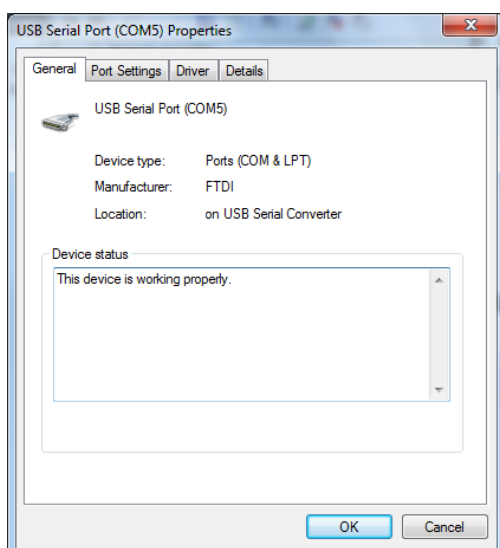 USB Serial Port (COM5) Properties
General Port Settings Driver Details
USB Serial Port (COM5)
Device type: Ports (COM & LPT)
Manufacturer: FTDI
Location: on USB Serial Converter
Device status
This device is working properly.
OK Cancel